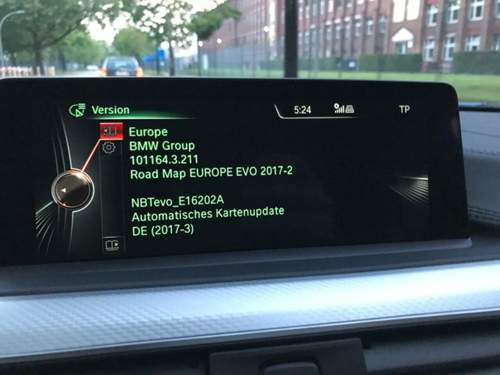 Version
5:24
TP
Europe
BMW Group
101164.3.211
Road Map EUROPE EVO 2017-2
NBTevo_E16202A
Automatisches Kartenupdate
DE (2017-3)